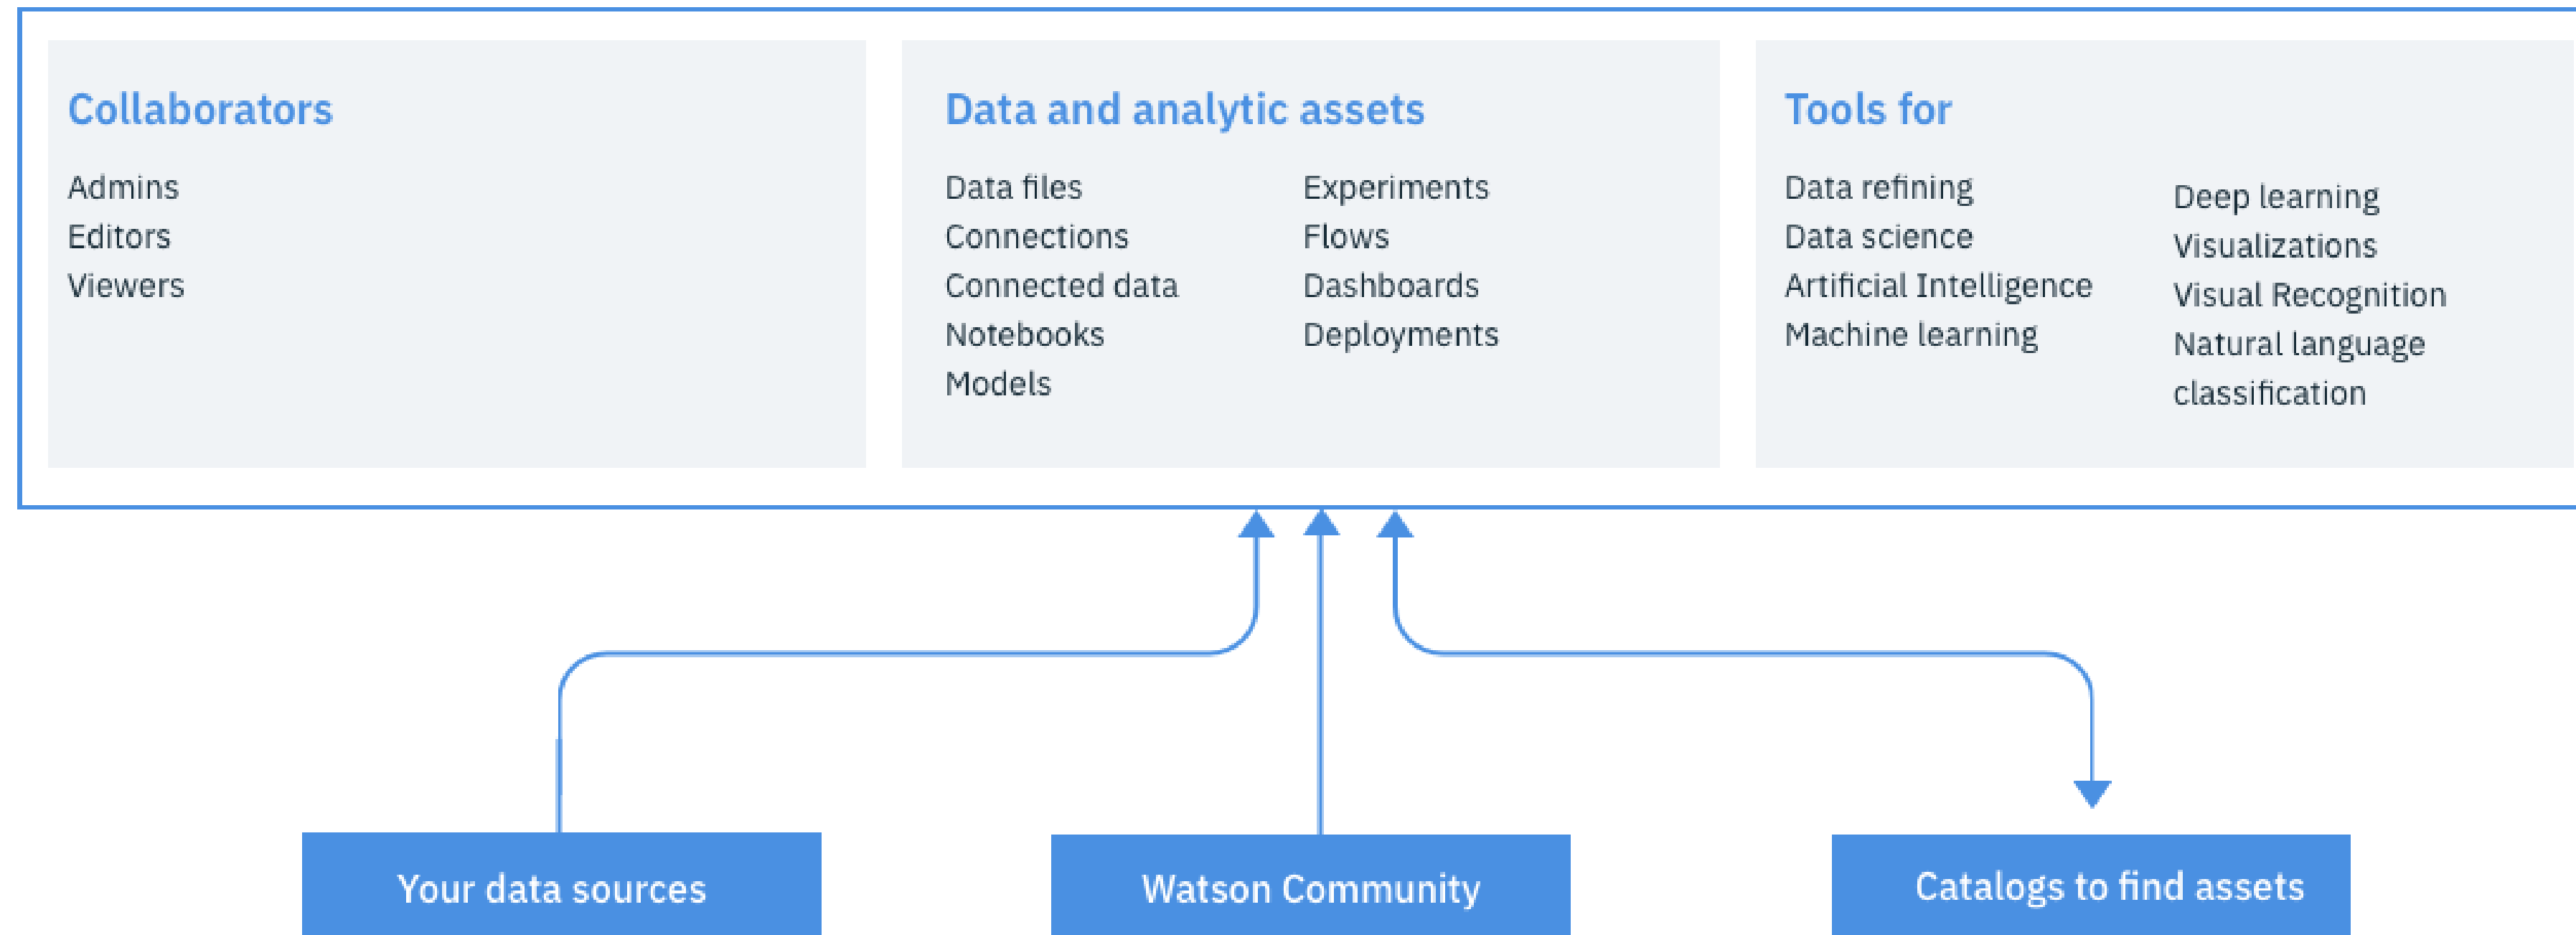 Collaborators
Admins
Editors
Viewers
Data and analytic assets
Data files
Connections
Connected data
Notebooks
Models
Experiments
Flows
Dashboards
Deployments
Tools for
Data refining
Data science
Artificial Intelligence
Machine learning
Deep learning
Visualizations
Visual Recognition
Natural language
classification
Your data sources
Watson Community
Catalogs to find assets